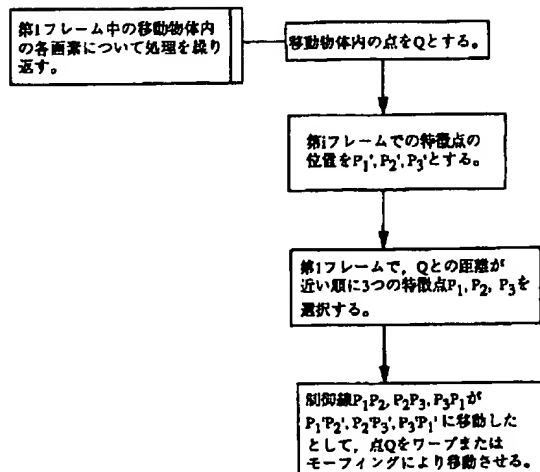 第1フレーム中の移動物体内
の各画素について処理を繰り
返す。
移動物体内の点をQとする。
第iフレームでの特徴点の
位置をP1',P2',P3'とする。
第1フレームで,Qとの距離が
近い順に3つの特徴点P1,P2,P3を
選択する。
制御線P1P2,P2P3,P3P1が
P1'P2',P2'P3',P3'P1'に移動した
として,点Qをワープまたは
モーフィングにより移動させる。